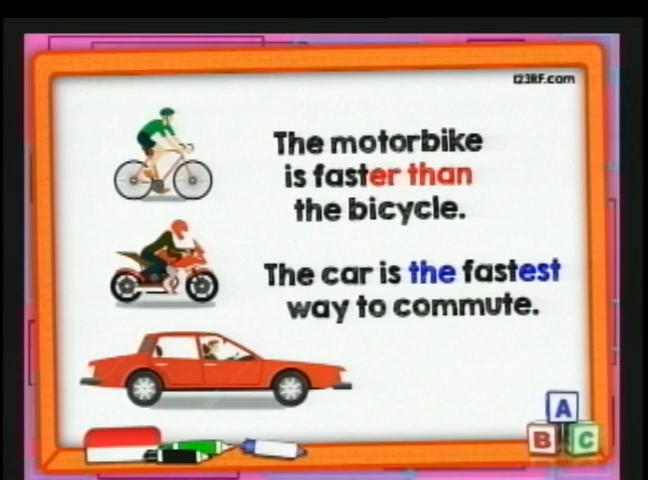 123RF.com
The motorbike
is faster than
the bicycle.
The car is the fastest
way to commute.
A
B C